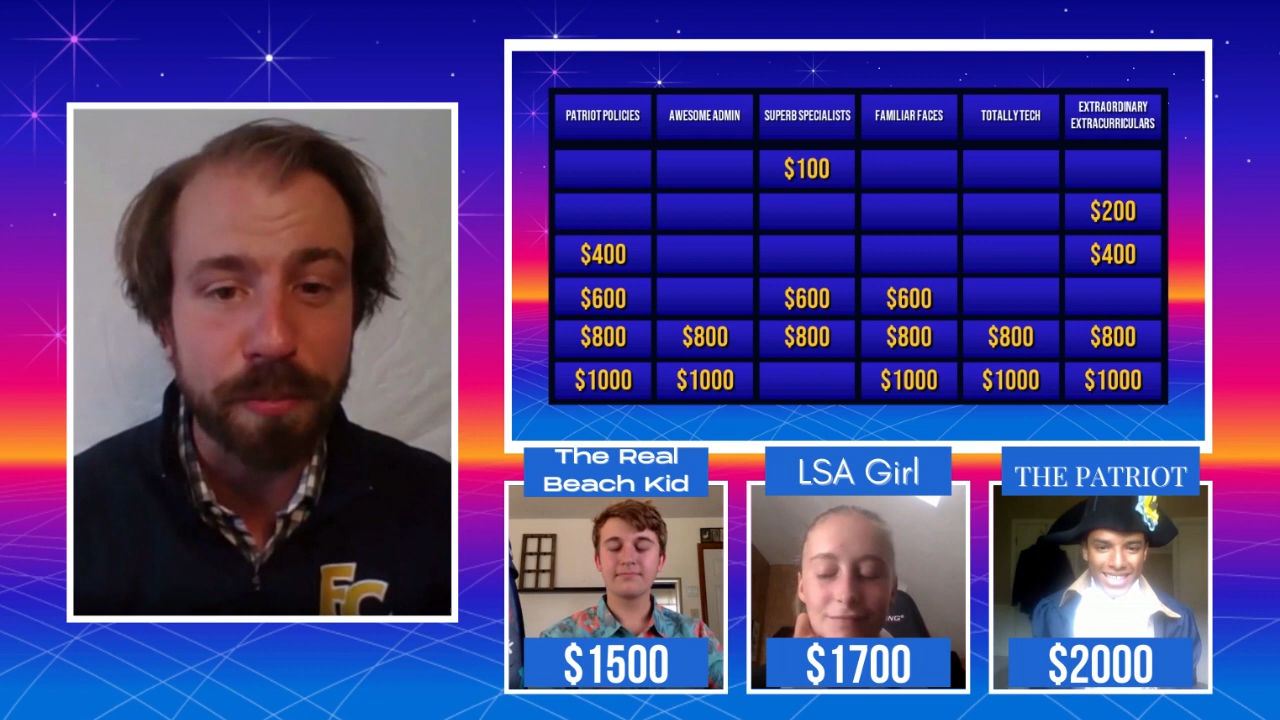 PATRIOT POLICIES
AWESOME ADMIN
SUPERB SPECIALISTS
FAMILIAR FACES
TOTALLY TECH
EXTRAORDINARY
EXTRACURRICULARS
$100
$200
$400
$400
$600
$600
$600
$800
$800
$800
$800
$800
$800
$1000
$1000
$1000
$1000
$1000
The Real
Beach Kid
LSA Girl
THE PATRIOT
FC
$1500
$1700
$2000